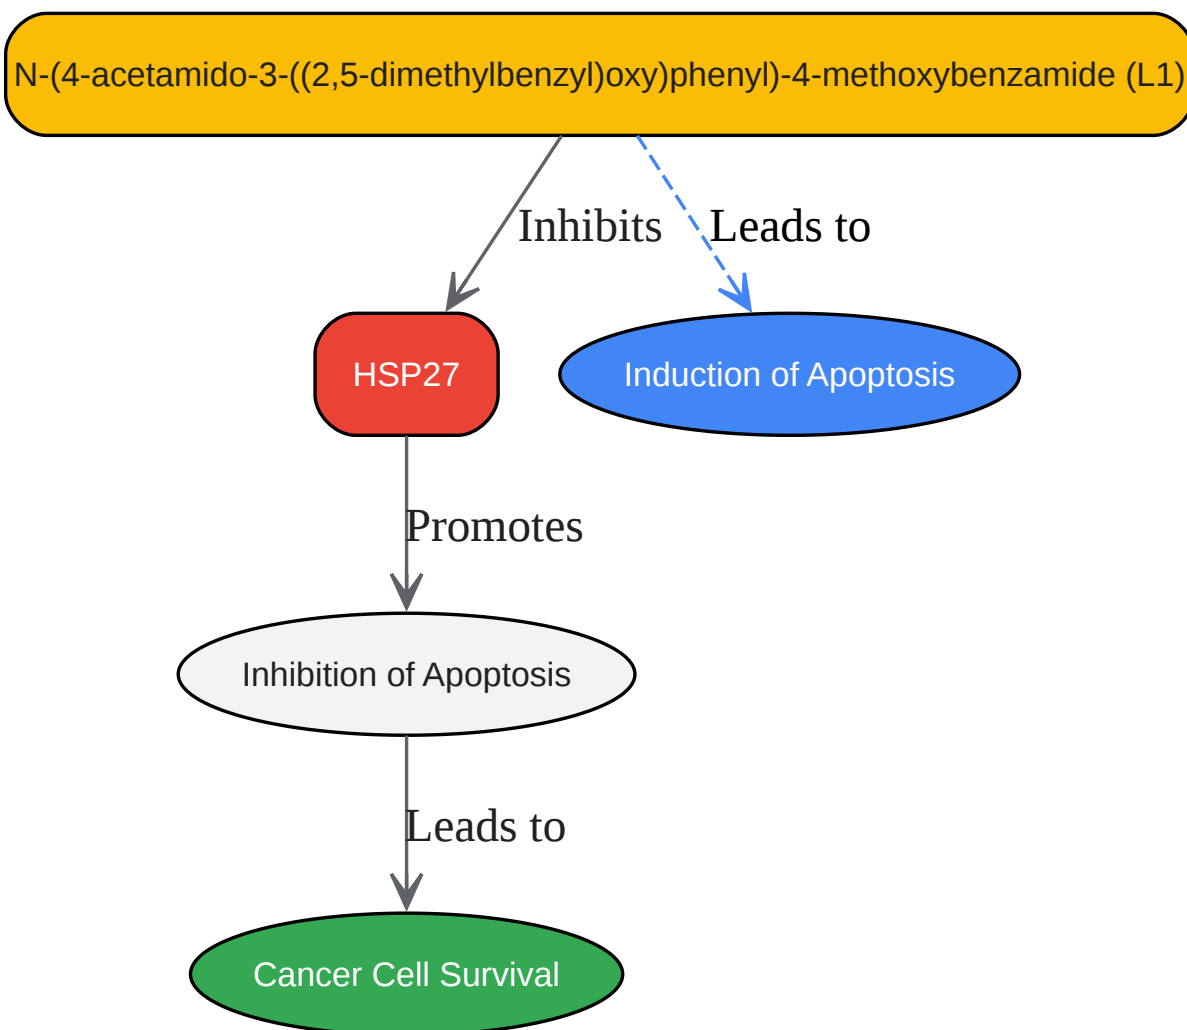 N-(4-acetamido-3-((2,5-dimethylbenzyl)oxy)phenyl)-4-methoxybenzamide (L1)
Inhibits
Leads to
HSP27
Induction of Apoptosis
Promotes
Inhibition of Apoptosis
Leads to
Cancer Cell Survival